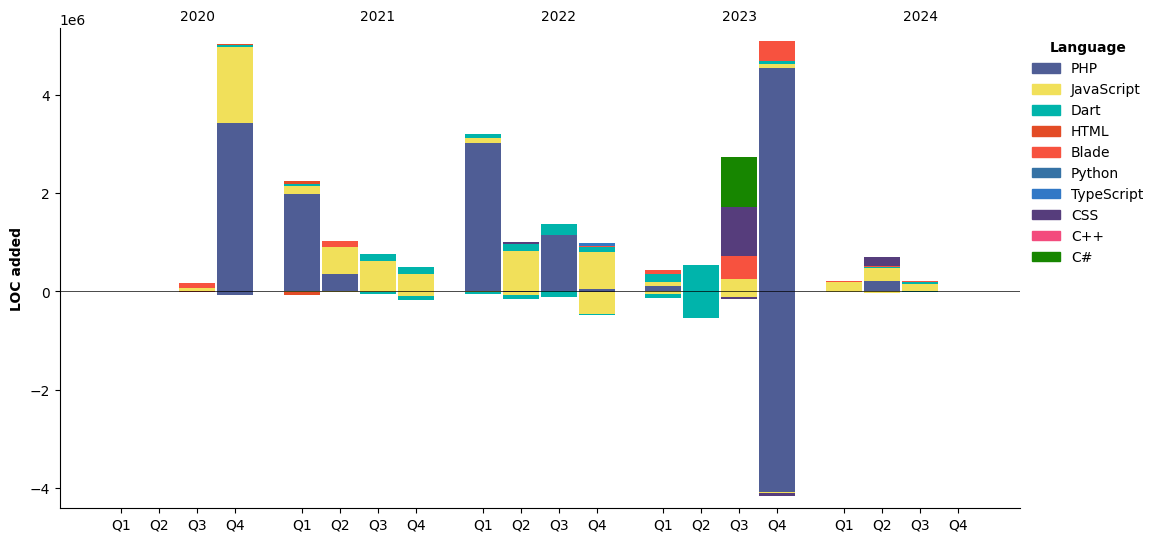 1e6
2020 2021 2022 2023 2024
Language
PHP
JavaScript
Dart
HTML
Blade
Python
TypeScript
CSS
C++
C#
LOC added
4
2
0
−2
−4
Q1 Q2 Q3 Q4 Q1 Q2 Q3 Q4 Q1 Q2 Q3 Q4 Q1 Q2 Q3 Q4 Q1 Q2 Q3 Q4